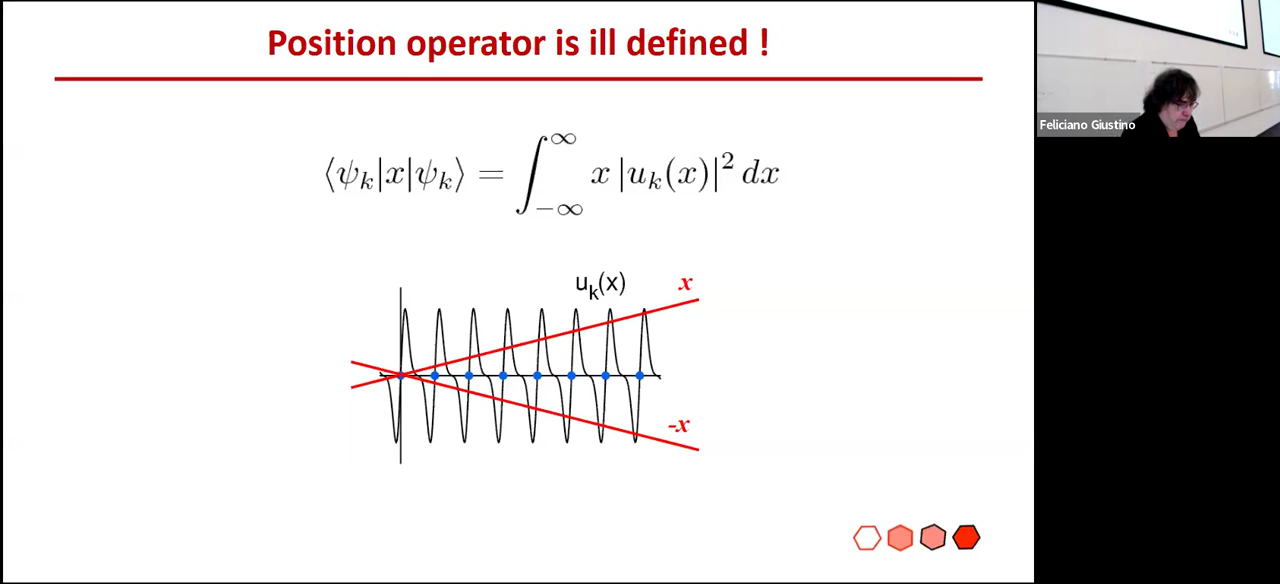 Position operator is ill defined !
⟨ψ_k|x|ψ_k⟩ = ∫_{-∞}^{∞} x |u_k(x)|² dx
u_k(x)
x
-x
Feliciano Giustino